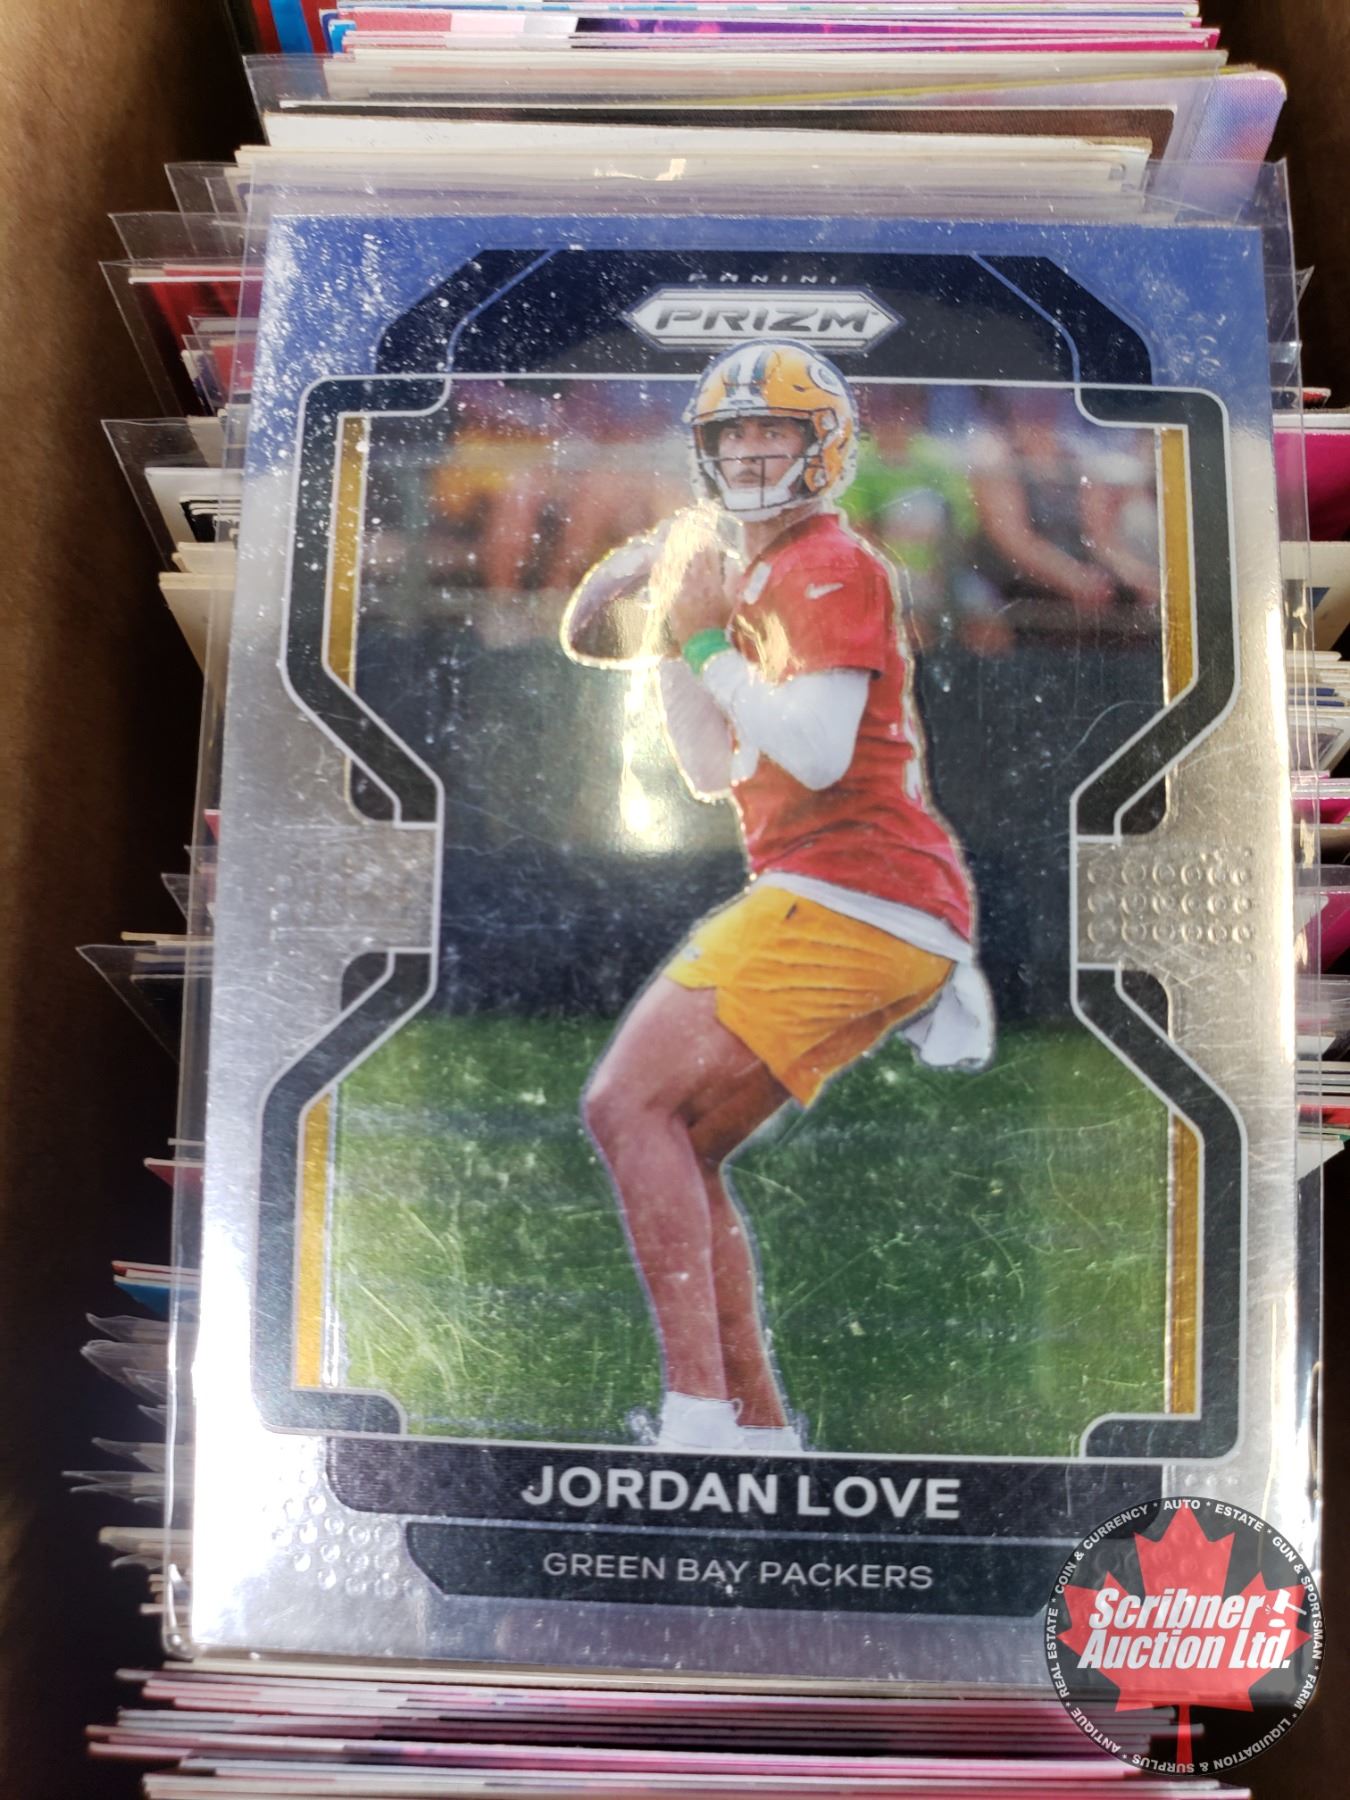 PANINI
PRIZM
JORDAN LOVE
GREEN BAY PACKERS
Scribner
Auction Ltd.
COIN & CURRENCY * AUTO * ESTATE * GUN & SPORTSMAN * FARM * LIQUIDATION & SURPLUS * ANTIQUE * REAL ESTATE *